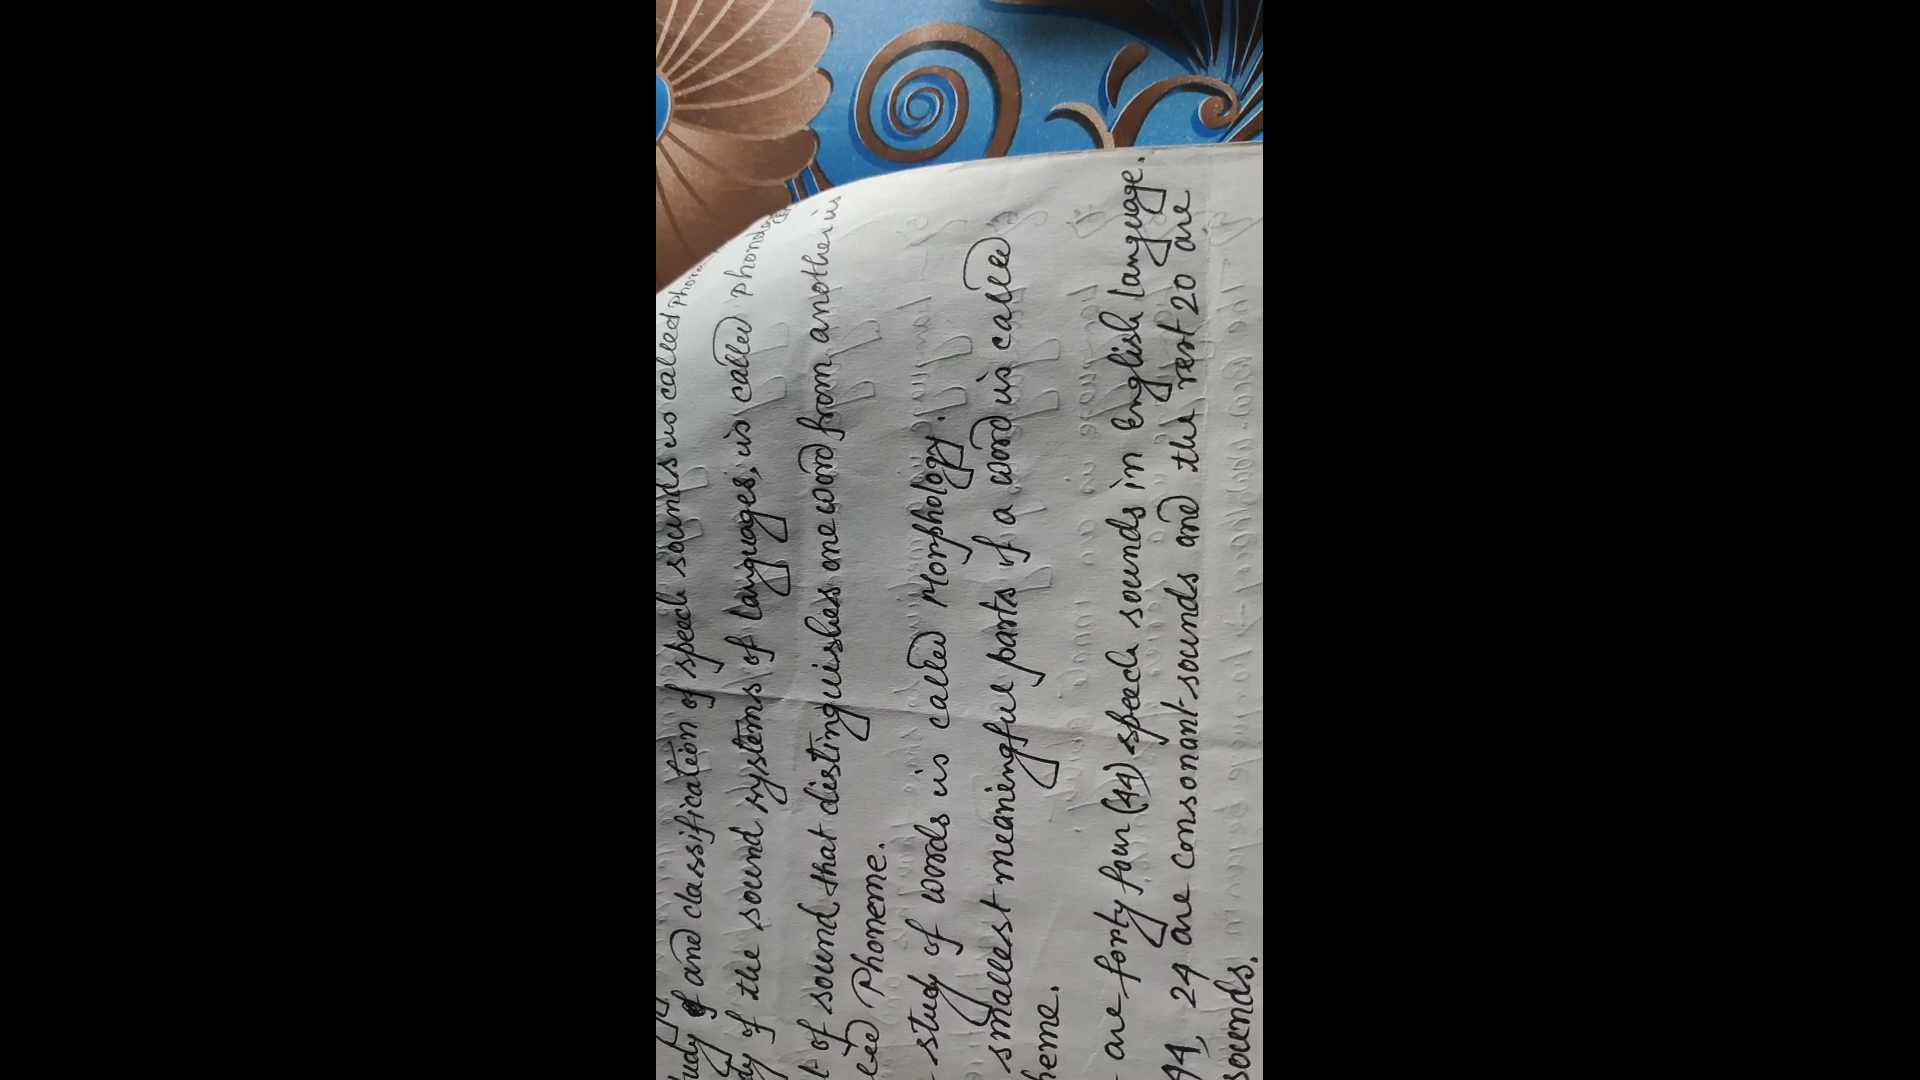 and classification of speech sounds is called
of the sound systems of languages, is called phonology
of sound that distinguishes one word from another is
Phoneme.
study of words is called Morphology.
smallest meaningful parts of a word is called
are forty four (44) speech sounds in English language.
44, 24 are consonant sounds and the rest 20 are
sounds.